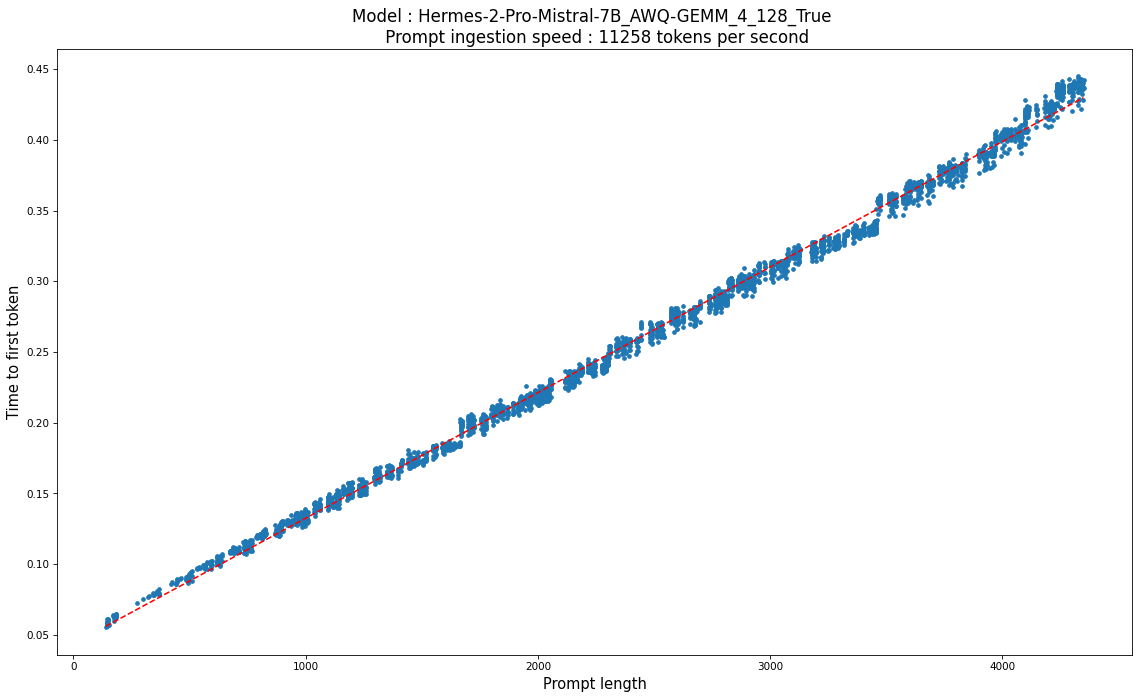 Model : Hermes-2-Pro-Mistral-7B_AWQ-GEMM_4_128_True
Prompt ingestion speed : 11258 tokens per second
0.45
0.40
0.35
0.30
0.25
0.20
0.15
0.10
0.05
Time to first token
0 1000 2000 3000 4000
Prompt length